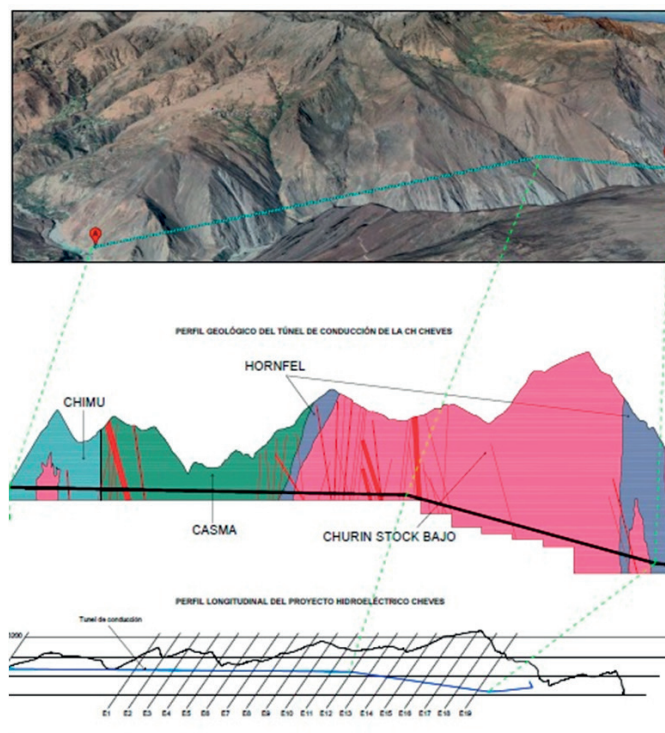 A
PERFIL GEOLÓGICO DEL TÚNEL DE CONDUCCIÓN DE LA CH CHEVES
HORNFEL
CHIMU
CASMA
CHURIN STOCK BAJO
PERFIL LONGITUDINAL DEL PROYECTO HIDROELÉCTRICO CHEVES
Tunel de conducción
E1 E2 E3 E4 E5 E6 E7 E8 E9 E10 E11 E12 E13 E14 E15 E16 E17 E18 E19